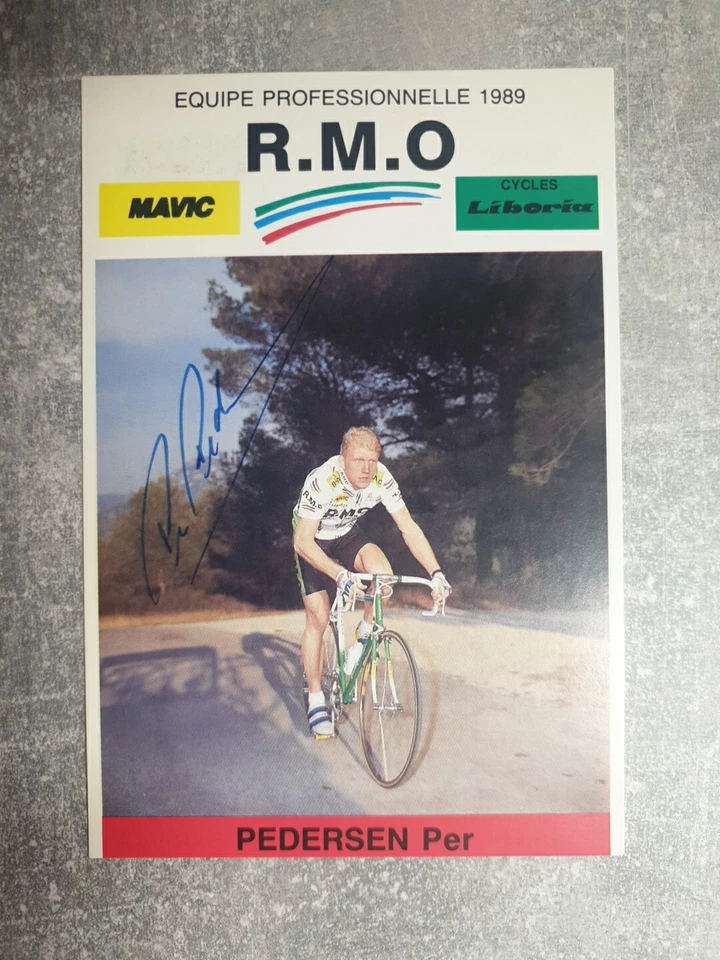 EQUIPE PROFESSIONNELLE 1989
R.M.O
MAVIC
CYCLES
Liberia
R.M.O
R.M.O
PEDERSEN Per